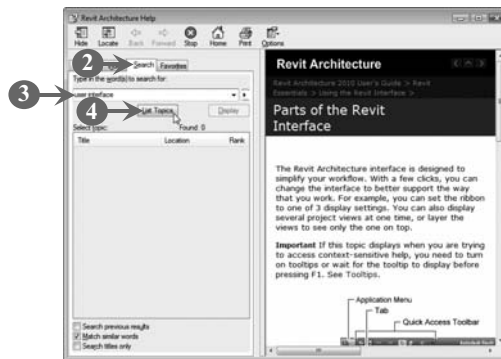 Revit Architecture Help
Hide Locate Back Forward Stop Home Print Options
2
Search Favorites
Type in the word(s) to search for:
3
user interface
4
List Topics Display
Select topic: Found: 0
Title Location Rank
Search previous results
Match similar words
Search titles only
Revit Architecture
Revit Architecture 2010 User's Guide > Revit
Essentials > Using the Revit Interface >
Parts of the Revit
Interface
The Revit Architecture interface is designed to
simplify your workflow. With a few clicks, you can
change the interface to better support the way
that you work. For example, you can set the ribbon
to one of 3 display settings. You can also display
several project views at one time, or layer the
views to see only the one on top.
Important If this topic displays when you are trying
to access context-sensitive help, you need to turn
on tooltips or wait for the tooltip to display before
pressing F1. See Tooltips.
Application Menu
Tab
Quick Access Toolbar